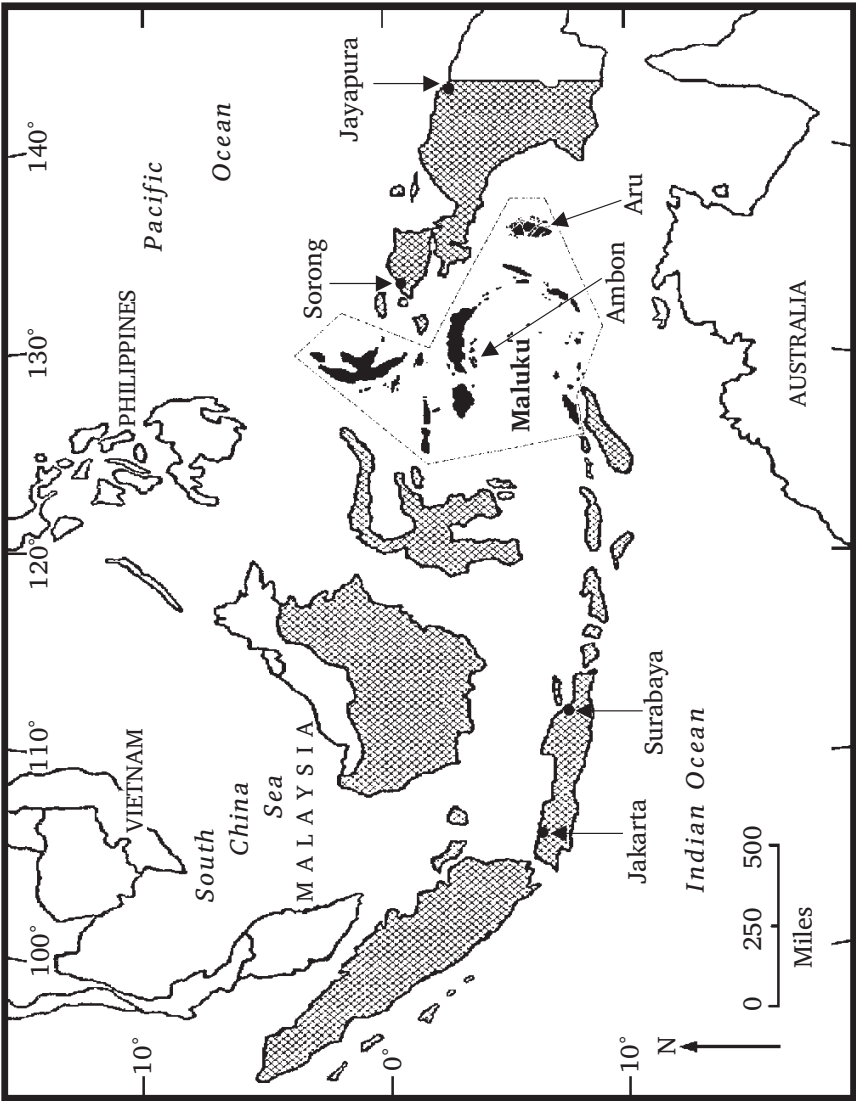 100°
110°
120°
130°
140°
PHILIPPINES
Pacific
Ocean
VIETNAM
South
China
Sea
MALAYSIA
Sorong
Jayapura
10°
0°
10°
Maluku
Ambon
Aru
Jakarta
Surabaya
Indian Ocean
AUSTRALIA
N
0
250
500
Miles